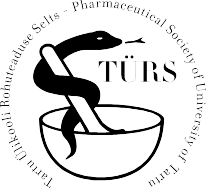 Tartu Ülikooli Rohuteaduse Selts - Pharmaceutical Society of University of Tartu
TÜRS